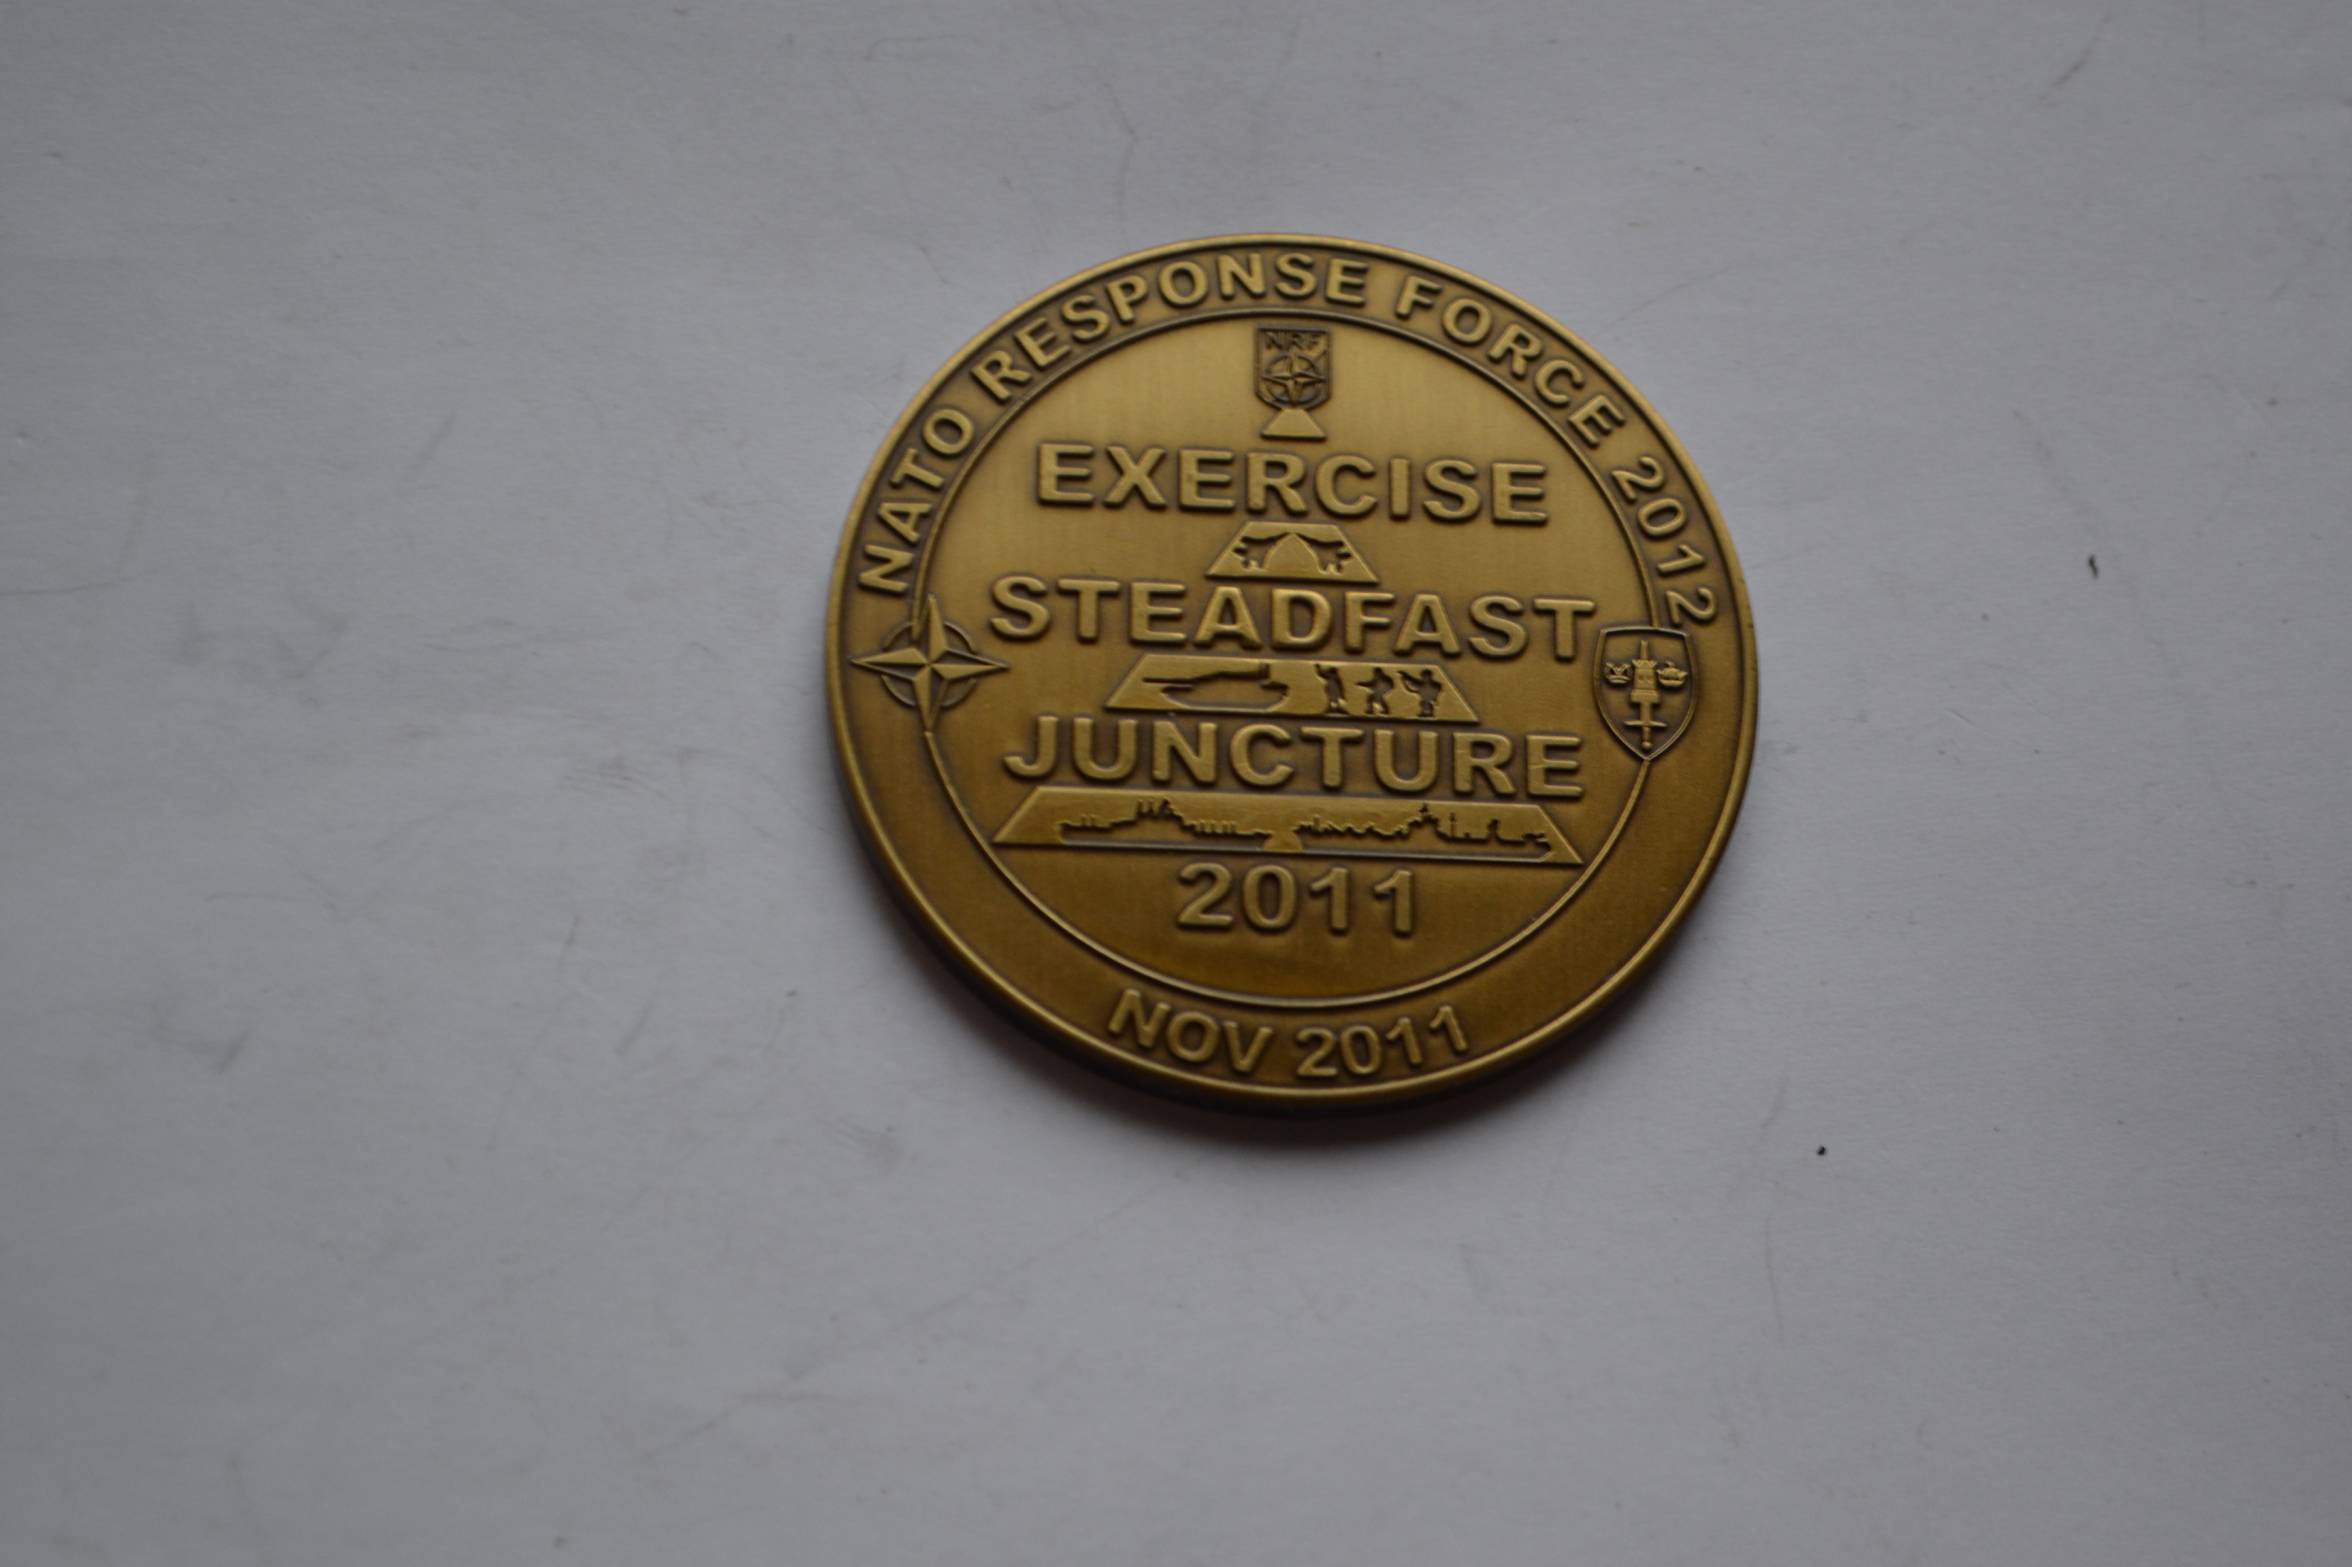 NATO RESPONSE FORCE 2012
NRF
EXERCISE
STEADFAST
JUNCTURE
2011
NOV 2011